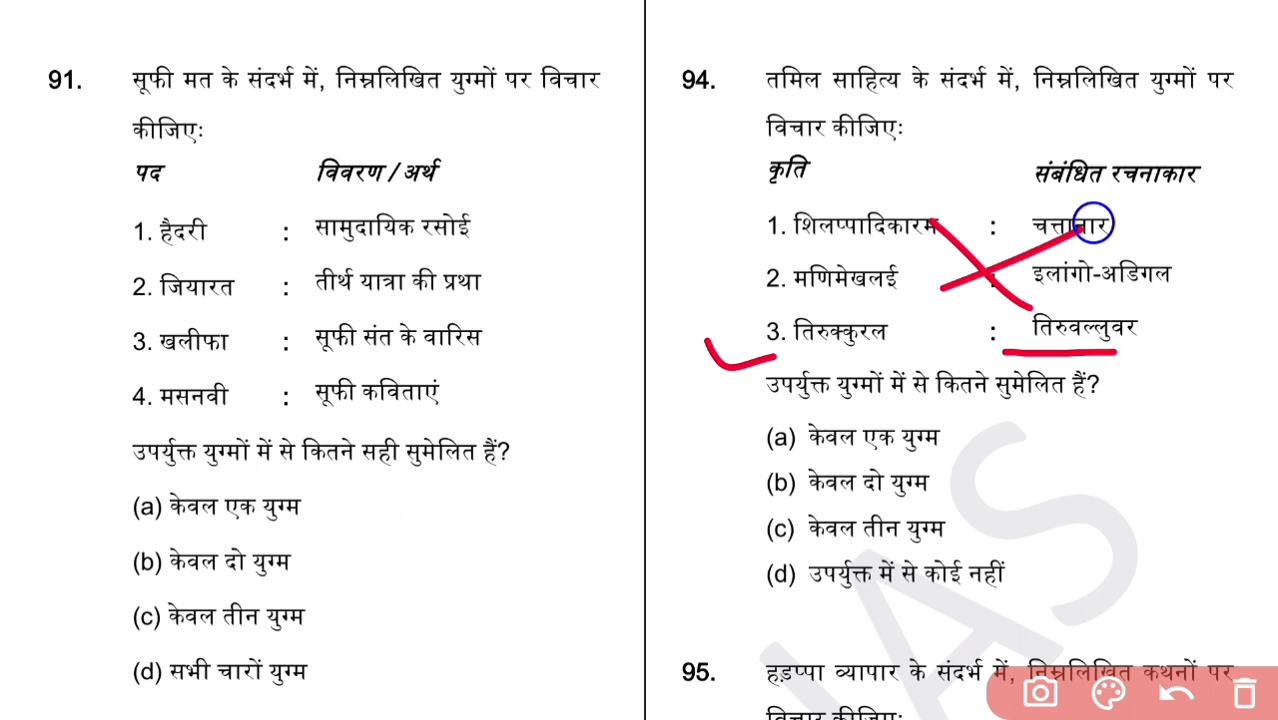 91. सूफी मत के संदर्भ में, निम्नलिखित युग्मों पर विचार
कीजिएः
पद विवरण / अर्थ
1. हैदरी : सामुदायिक रसोई
2. जियारत : तीर्थ यात्रा की प्रथा
3. खलीफा : सूफी संत के वारिस
4. मसनवी : सूफी कविताएं
उपर्युक्त युग्मों में से कितने सही सुमेलित हैं?
(a) केवल एक युग्म
(b) केवल दो युग्म
(c) केवल तीन युग्म
(d) सभी चारों युग्म
94. तमिल साहित्य के संदर्भ में, निम्नलिखित युग्मों पर
विचार कीजिएः
कृति संबंधित रचनाकार
1. शिलप्पादिकारम : चत्तानार
2. मणिमेखलई : इलांगो-अडिगल
3. तिरुक्कुरल : तिरुवल्लुवर
उपर्युक्त युग्मों में से कितने सुमेलित हैं?
(a) केवल एक युग्म
(b) केवल दो युग्म
(c) केवल तीन युग्म
(d) उपर्युक्त में से कोई नहीं
95. हड़प्पा व्यापार के संदर्भ में, निम्नलिखित कथनों पर
विचार कीजिएः
IAS